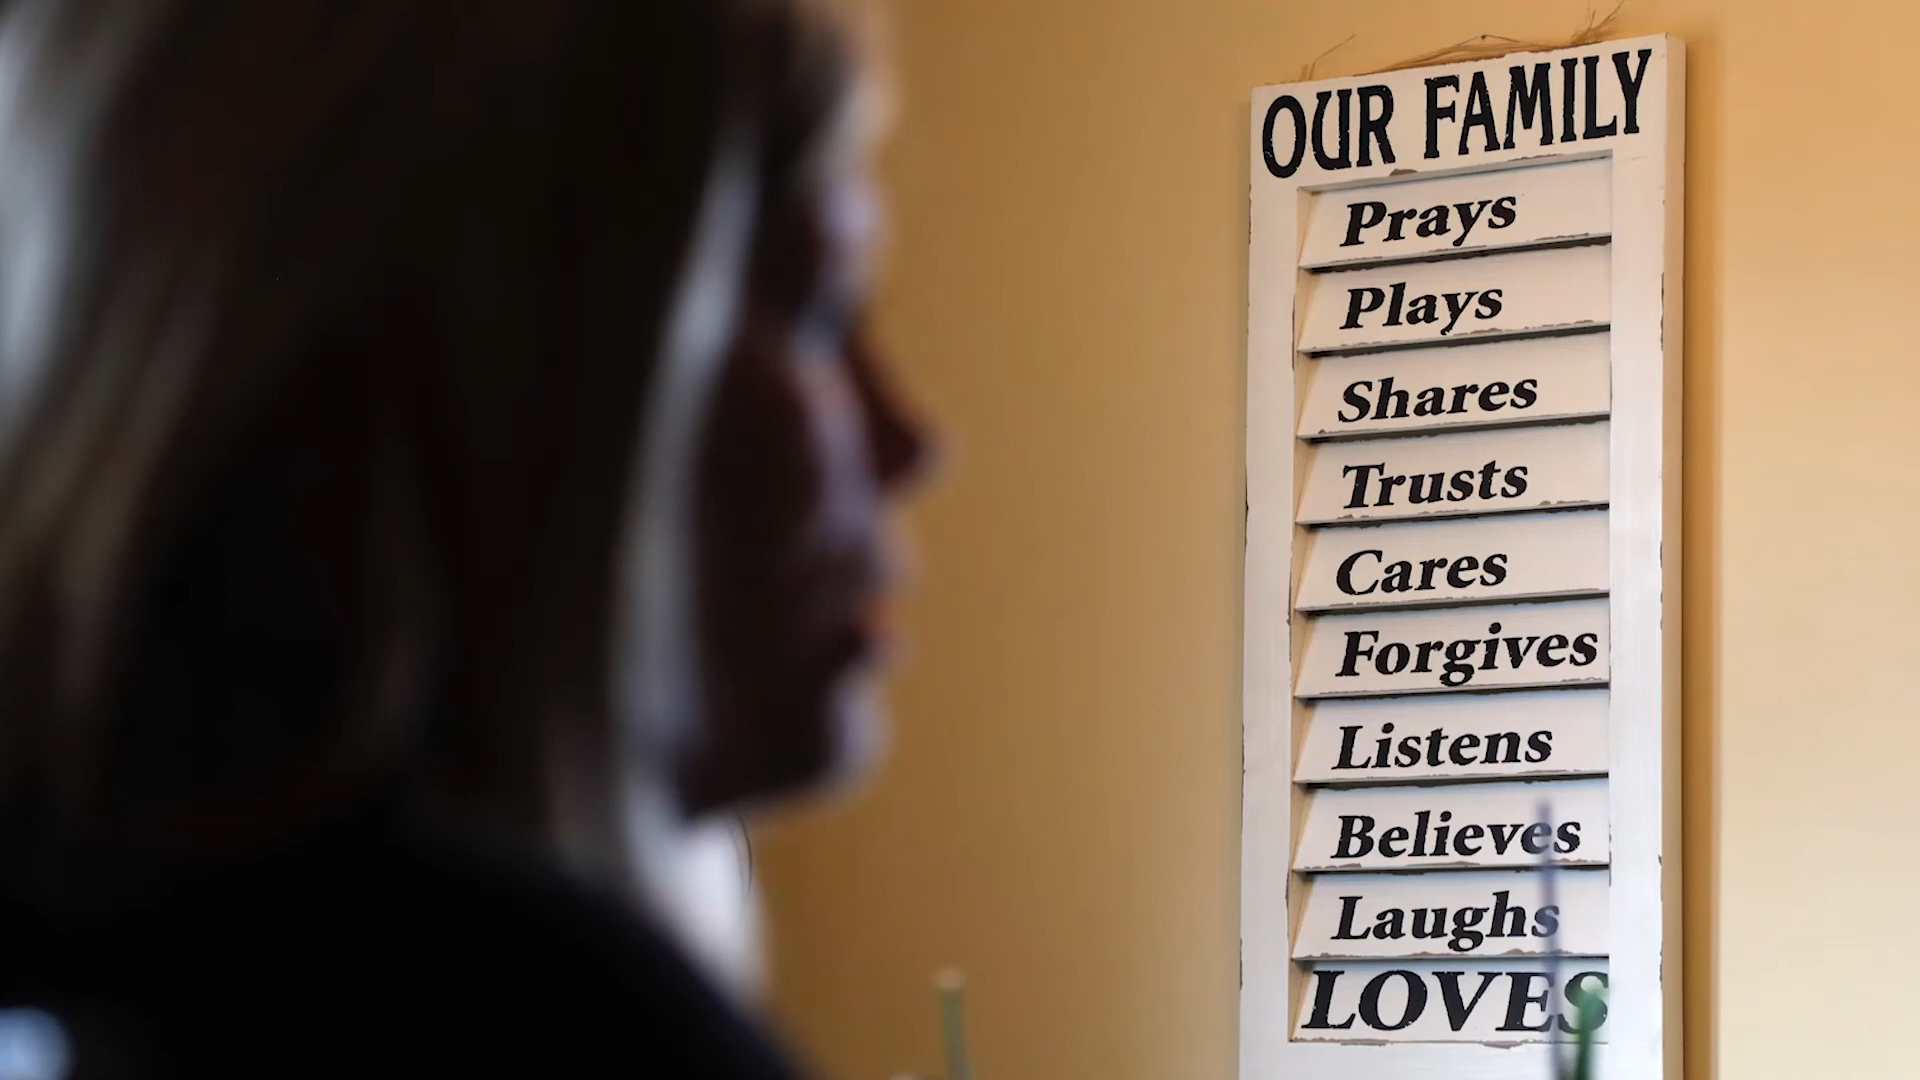 OUR FAMILY
Prays
Plays
Shares
Trusts
Cares
Forgives
Listens
Believes
Laughs
LOVES